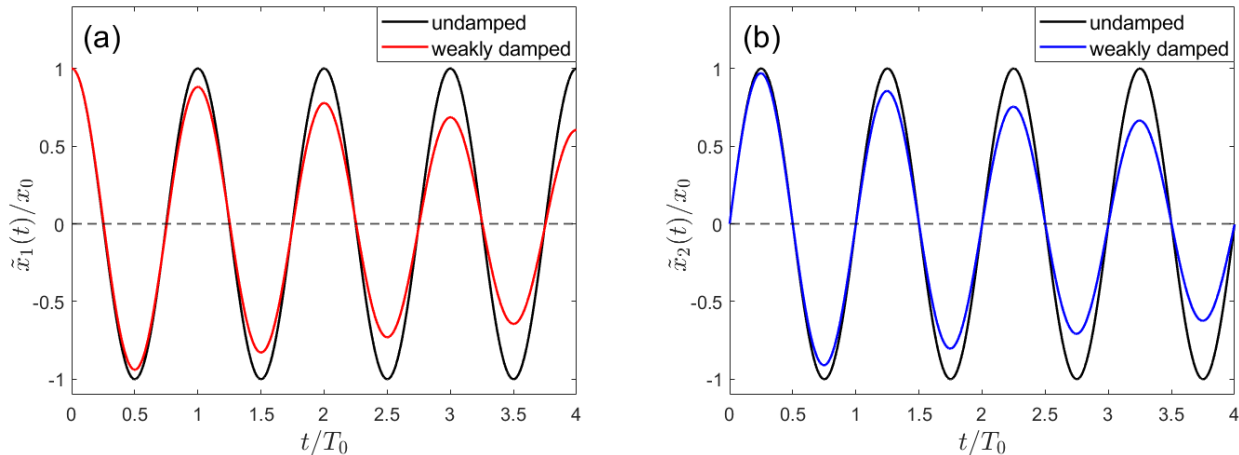 (a)
undamped
weakly damped
1
0.5
0
-0.5
-1
x̃₁(t)/x₀
0 0.5 1 1.5 2 2.5 3 3.5 4
t/T₀
(b)
undamped
weakly damped
1
0.5
0
-0.5
-1
x̃₂(t)/x₀
0 0.5 1 1.5 2 2.5 3 3.5 4
t/T₀